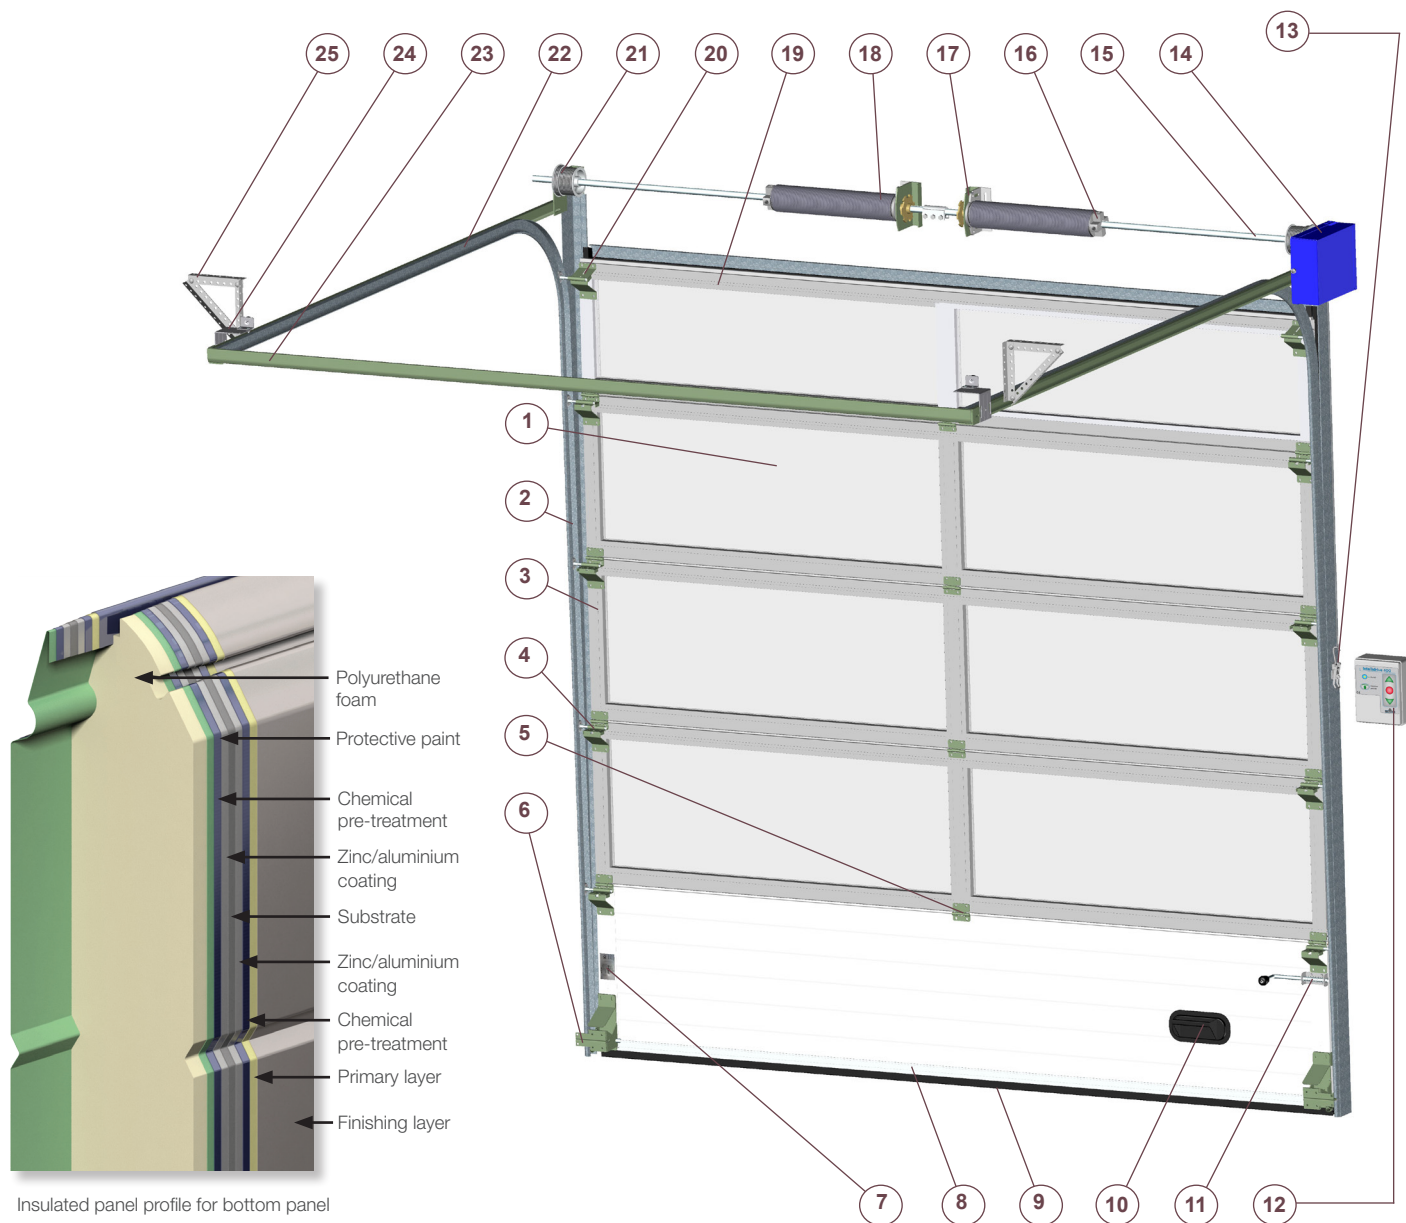 25
24
23
22
21
20
19
18
17
16
15
14
13
1
2
3
4
5
6
Polyurethane
foam
Protective paint
Chemical
pre-treatment
Zinc/aluminium
coating
Substrate
Zinc/aluminium
coating
Chemical
pre-treatment
Primary layer
Finishing layer
Insulated panel profile for bottom panel
7
8
9
10
11
12